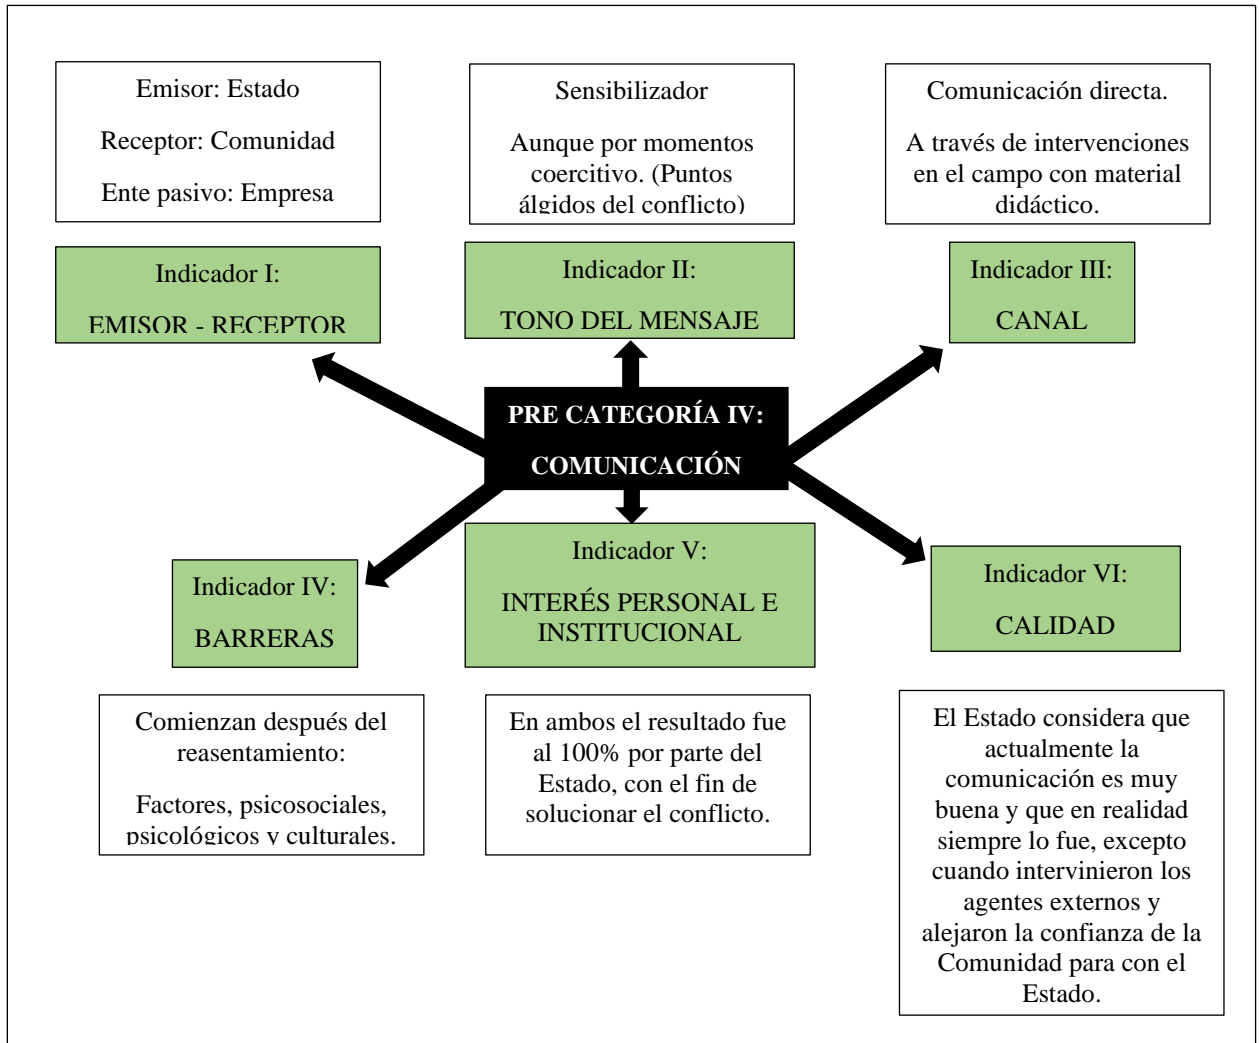 Emisor: Estado
Receptor: Comunidad
Ente pasivo: Empresa
Sensibilizador
Aunque por momentos
coercitivo. (Puntos
álgidos del conflicto)
Comunicación directa.
A través de intervenciones
en el campo con material
didáctico.
Indicador I:
EMISOR - RECEPTOR
Indicador II:
TONO DEL MENSAJE
Indicador III:
CANAL
PRE CATEGORÍA IV:
COMUNICACIÓN
Indicador IV:
BARRERAS
Indicador V:
INTERÉS PERSONAL E
INSTITUCIONAL
Indicador VI:
CALIDAD
Comienzan después del
reasentamiento:
Factores, psicosociales,
psicológicos y culturales.
En ambos el resultado fue
al 100% por parte del
Estado, con el fin de
solucionar el conflicto.
El Estado considera que
actualmente la
comunicación es muy
buena y que en realidad
siempre lo fue, excepto
cuando intervinieron los
agentes externos y
alejaron la confianza de la
Comunidad para con el
Estado.